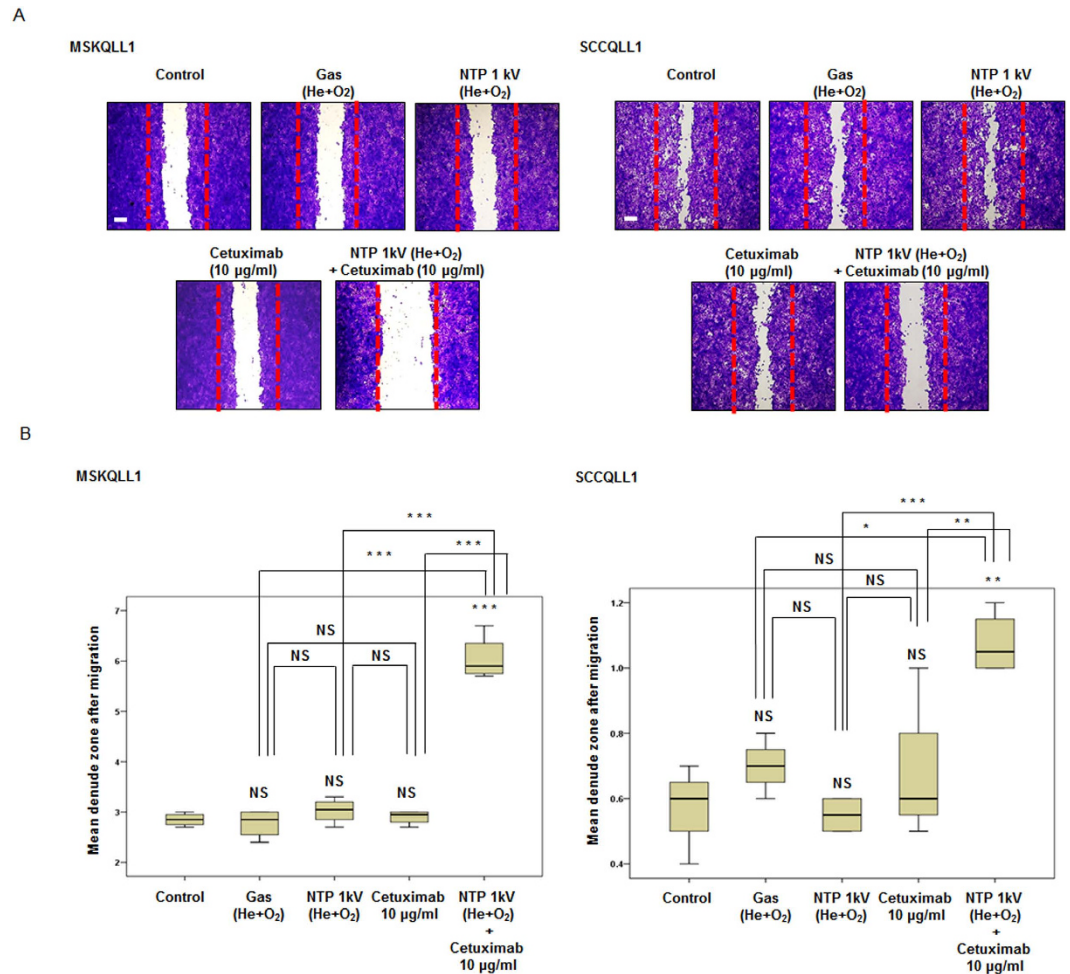 A
MSKQLL1
Control
Gas
(He+O₂)
NTP 1 kV
(He+O₂)
Cetuximab
(10 µg/ml)
NTP 1kV (He+O₂)
+ Cetuximab (10 µg/ml)
SCCQLL1
Control
Gas
(He+O₂)
NTP 1 kV
(He+O₂)
Cetuximab
(10 µg/ml)
NTP 1kV (He+O₂)
+ Cetuximab (10 µg/ml)
B
MSKQLL1
***
***
***
***
NS
NS
NS
NS
NS
NS
Mean denude zone after migration
7
6
5
4
3
2
Control
Gas
(He+O₂)
NTP 1kV
(He+O₂)
Cetuximab
10 µg/ml
NTP 1kV
(He+O₂)
+
Cetuximab
10 µg/ml
SCCQLL1
***
*
**
**
NS
NS
NS
NS
NS
NS
Mean denude zone after migration
1.2
1.0
0.8
0.6
0.4
Control
Gas
(He+O₂)
NTP 1kV
(He+O₂)
Cetuximab
10 µg/ml
NTP 1kV
(He+O₂)
+
Cetuximab
10 µg/ml